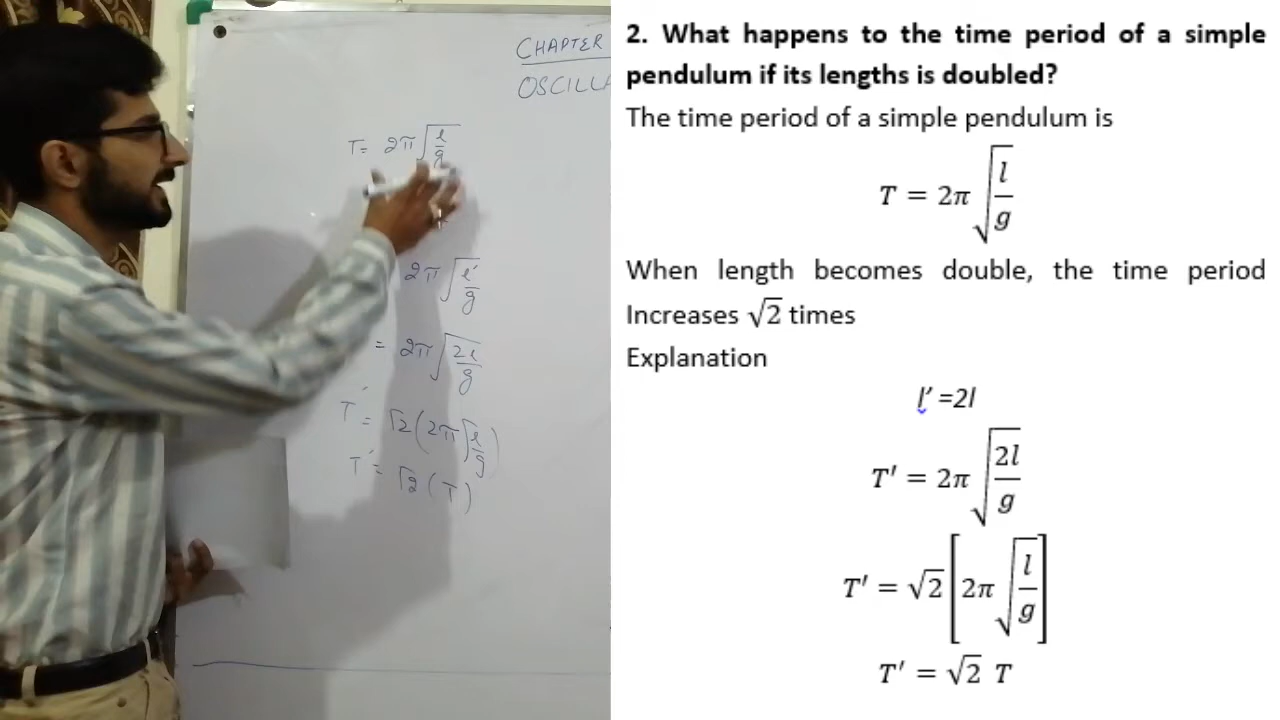 CHAPTER
OSCILLA
T= 2π√(l/g)
2π√(l'/g)
= 2π√(2l/g)
T' = √2(2π√(l/g))
T' = √2(T)
2. What happens to the time period of a simple
pendulum if its lengths is doubled?
The time period of a simple pendulum is
T = 2π √(l/g)
When length becomes double, the time period
Increases √2 times
Explanation
l' =2l
T' = 2π √(2l/g)
T' = √2 [2π √(l/g)]
T' = √2 T